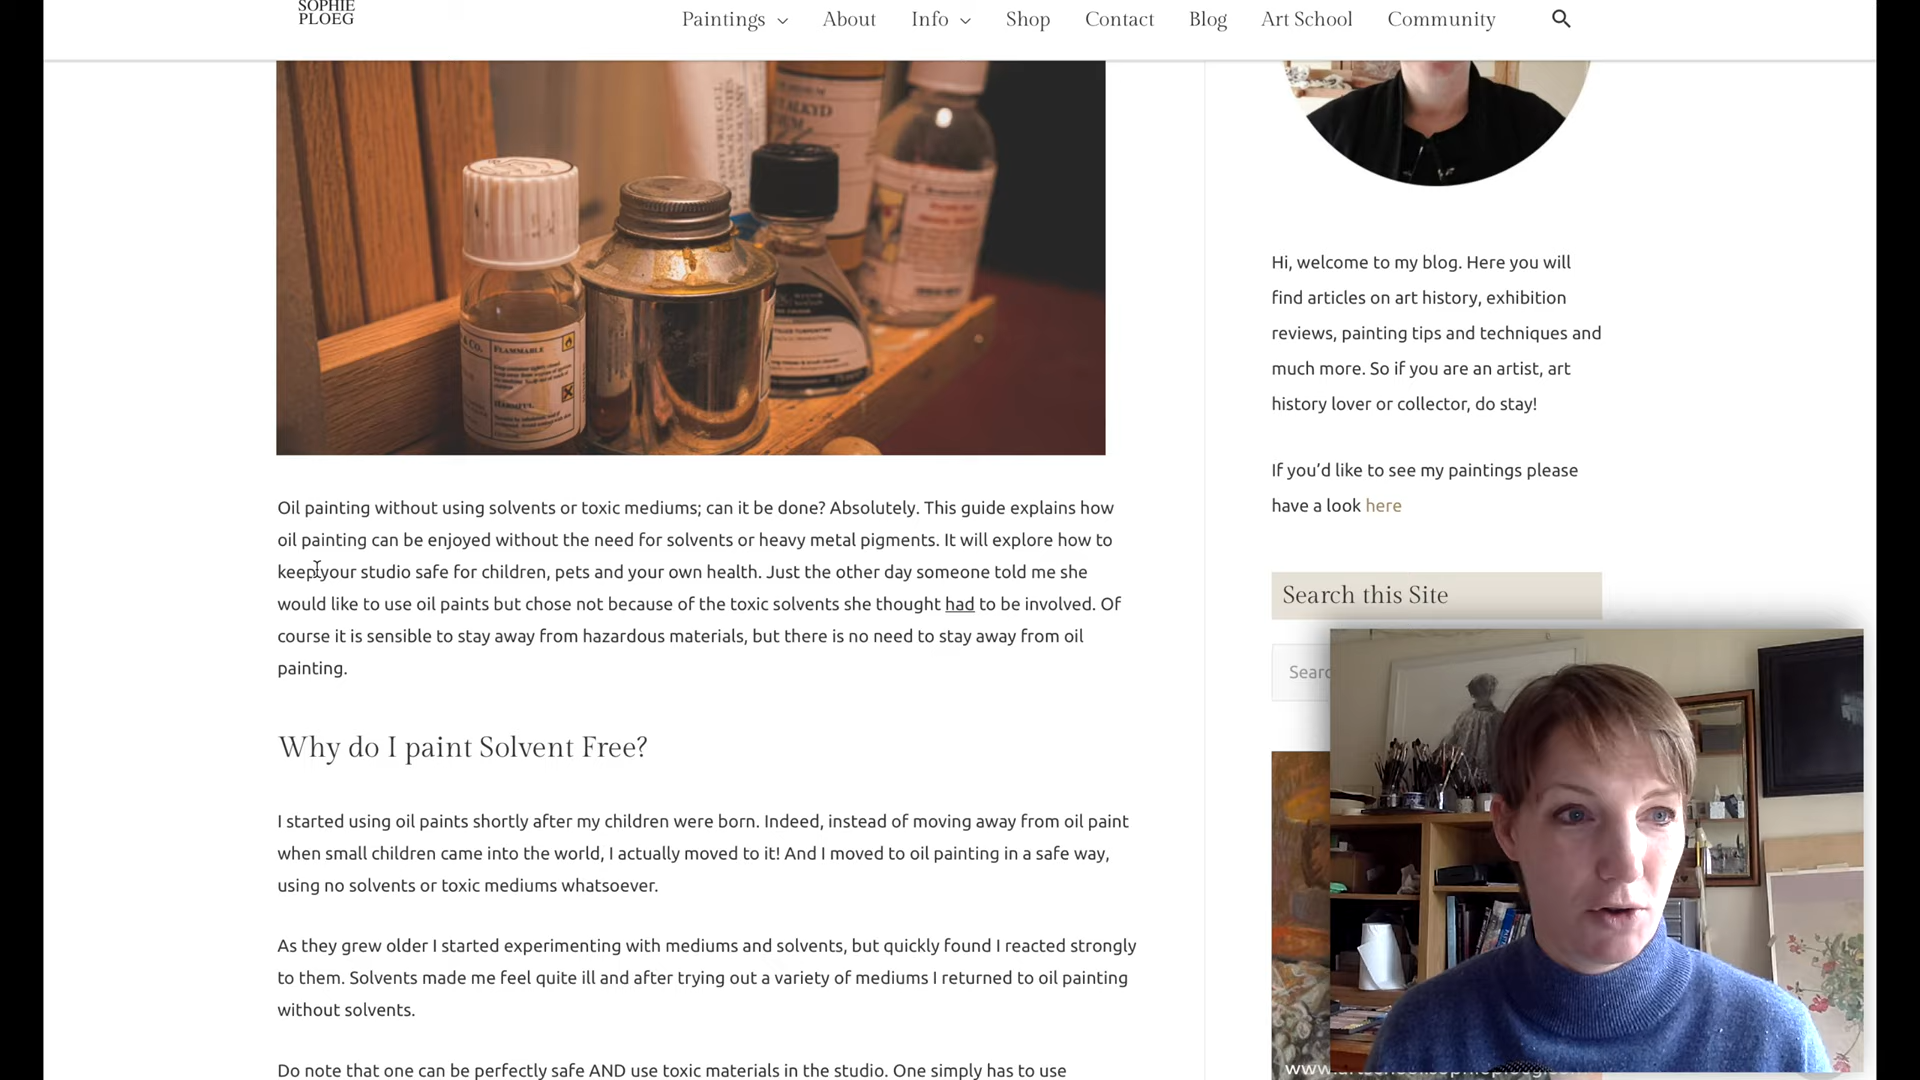 SOPHIE
PLOEG
Paintings
About
Info
Shop
Contact
Blog
Art School
Community
ALKYD
FLAMMABLE
HARMFUL
Oil painting without using solvents or toxic mediums; can it be done? Absolutely. This guide explains how
oil painting can be enjoyed without the need for solvents or heavy metal pigments. It will explore how to
keep your studio safe for children, pets and your own health. Just the other day someone told me she
would like to use oil paints but chose not because of the toxic solvents she thought had to be involved. Of
course it is sensible to stay away from hazardous materials, but there is no need to stay away from oil
painting.
Why do I paint Solvent Free?
I started using oil paints shortly after my children were born. Indeed, instead of moving away from oil paint
when small children came into the world, I actually moved to it! And I moved to oil painting in a safe way,
using no solvents or toxic mediums whatsoever.
As they grew older I started experimenting with mediums and solvents, but quickly found I reacted strongly
to them. Solvents made me feel quite ill and after trying out a variety of mediums I returned to oil painting
without solvents.
Do note that one can be perfectly safe AND use toxic materials in the studio. One simply has to use
Hi, welcome to my blog. Here you will
find articles on art history, exhibition
reviews, painting tips and techniques and
much more. So if you are an artist, art
history lover or collector, do stay!
If you'd like to see my paintings please
have a look here
Search this Site
Searc